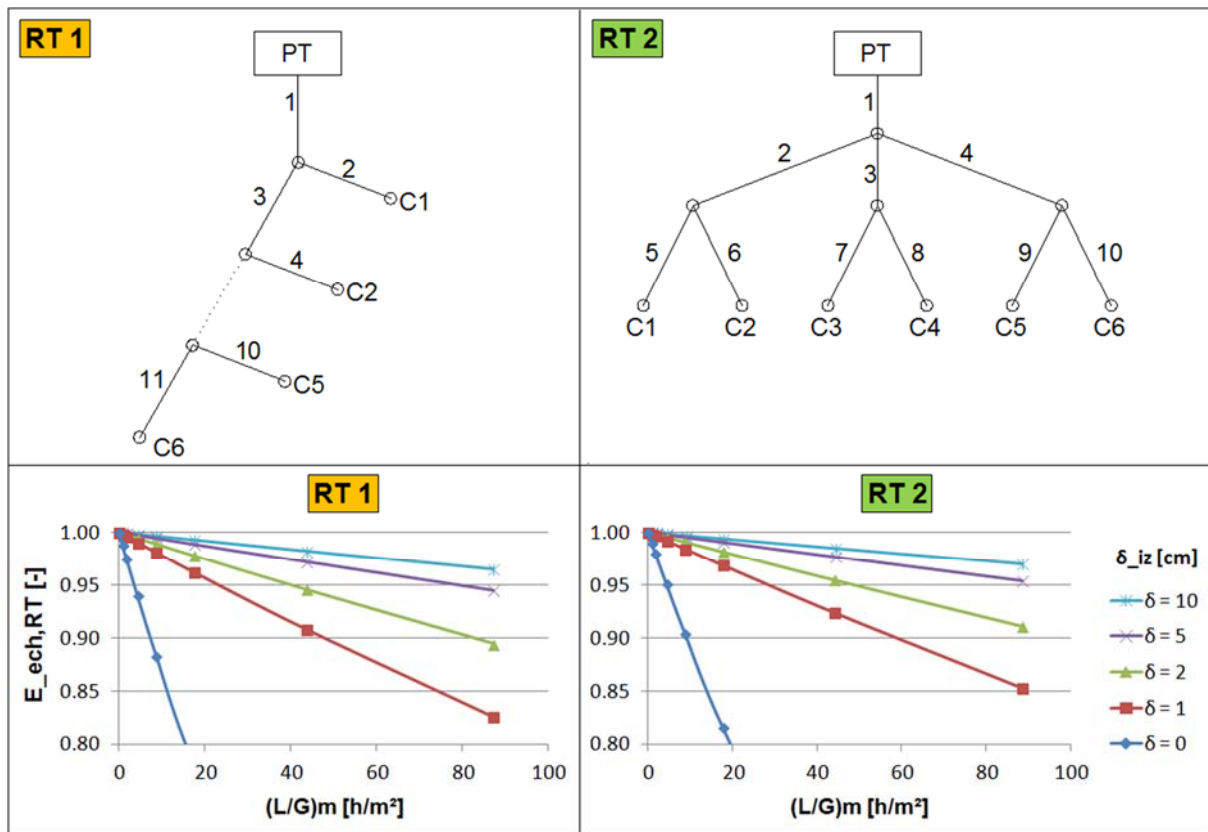 RT 1
PT
1
2
C1
3
4
C2
10
C5
11
C6
RT 2
PT
1
2
3
4
5
6
7
8
9
10
C1
C2
C3
C4
C5
C6
RT 1
E_ech,RT [-]
1.00
0.95
0.90
0.85
0.80
0
20
40
60
80
100
(L/G)m [h/m²]
RT 2
1.00
0.95
0.90
0.85
0.80
0
20
40
60
80
100
(L/G)m [h/m²]
δ_iz [cm]
δ = 10
δ = 5
δ = 2
δ = 1
δ = 0